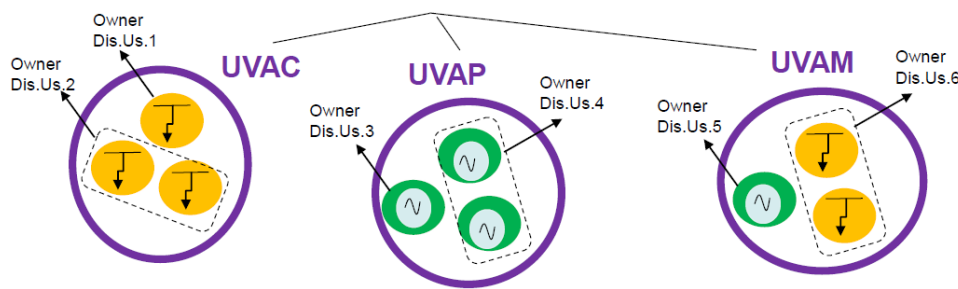 Owner
Dis.Us.1
Owner
Dis.Us.2
UVAC
UVAP
UVAM
Owner
Dis.Us.3
Owner
Dis.Us.4
Owner
Dis.Us.5
Owner
Dis.Us.6